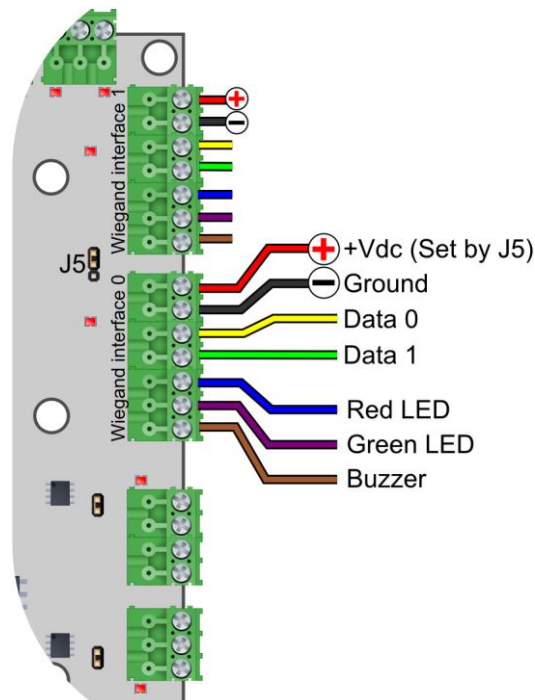 Wiegand interface 1
+
−
J5
Wiegand interface 0
+ +Vdc (Set by J5)
− Ground
Data 0
Data 1
Red LED
Green LED
Buzzer